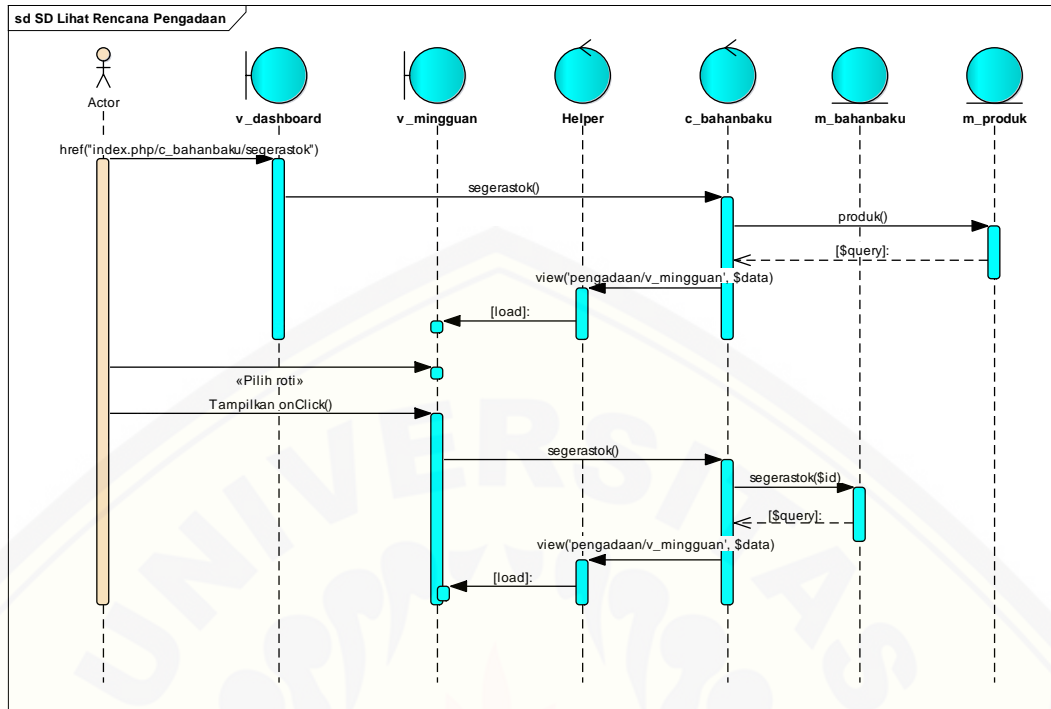 sd SD Lihat Rencana Pengadaan
Actor
v_dashboard
v_mingguan
Helper
c_bahanbaku
m_bahanbaku
m_produk
href("index.php/c_bahanbaku/segerastok")
segerastok()
produk()
[$query]:
view('pengadaan/v_mingguan', $data)
[load]:
«Pilih roti»
Tampilkan onClick()
segerastok()
segerastok($id)
[$query]:
view('pengadaan/v_mingguan', $data)
[load]:
UNIVERSITAS